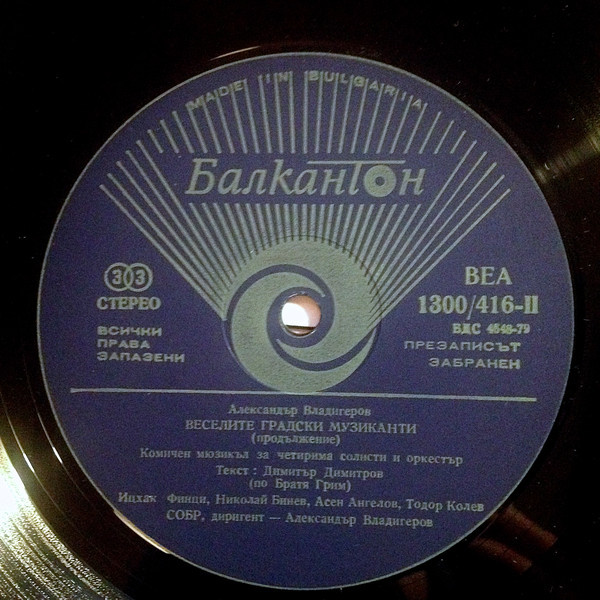 MADE IN BULGARIA
Балкантон
33
СТЕРЕО
ВСИЧКИ
ПРАВА
ЗАПАЗЕНИ
ВЕА
1300/416-II
БДС 4548-79
ПРЕЗАПИСЪТ
ЗАБРАНЕН
Александър Владигеров
ВЕСЕЛИТЕ ГРАДСКИ МУЗИКАНТИ
(продължение)
Комичен мюзикъл за четирима солисти и оркестър
Текст : Димитър Димитров
(по Братя Грим)
Ицхак Финци, Николай Бинев, Асен Ангелов, Тодор Колев
СОБР, диригент — Александър Владигеров